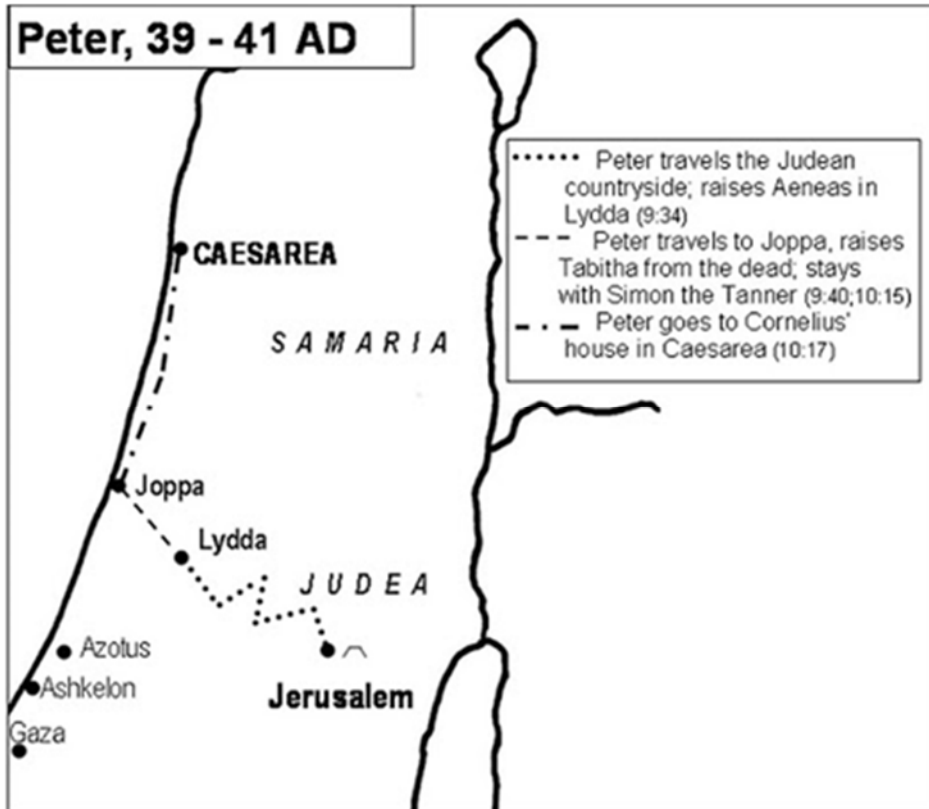 Peter, 39 - 41 AD
Peter travels the Judean
countryside; raises Aeneas in
Lydda (9:34)
Peter travels to Joppa, raises
Tabitha from the dead; stays
with Simon the Tanner (9:40;10:15)
Peter goes to Cornelius'
house in Caesarea (10:17)
CAESAREA
SAMARIA
Joppa
Lydda
JUDEA
Azotus
Ashkelon
Jerusalem
Gaza